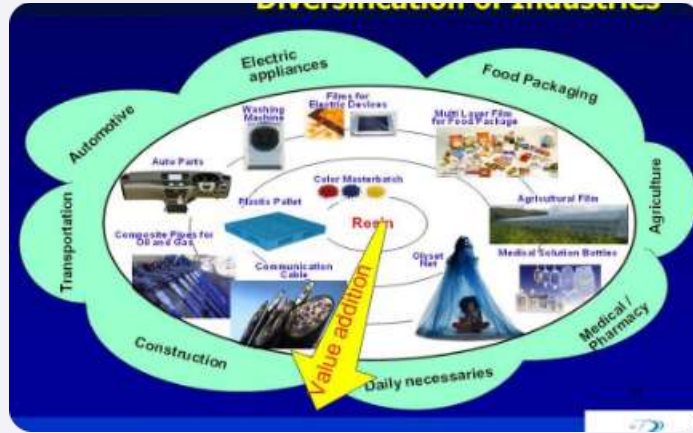 Diversification of Industries
Electric
appliances
Food Packaging
Automotive
Washing
Machine
Films for
Electric Devices
Multi Layer Film
for Food Package
Auto Parts
Color Masterbatch
Agriculture
Plastic Pallet
Agricultural Film
Transportation
Resin
Composite Pipes for
Oil and Gas
Communication
Cable
Olyset
Net
Medical Solution Bottles
Value addition
Construction
Daily necessaries
Medical /
Pharmacy